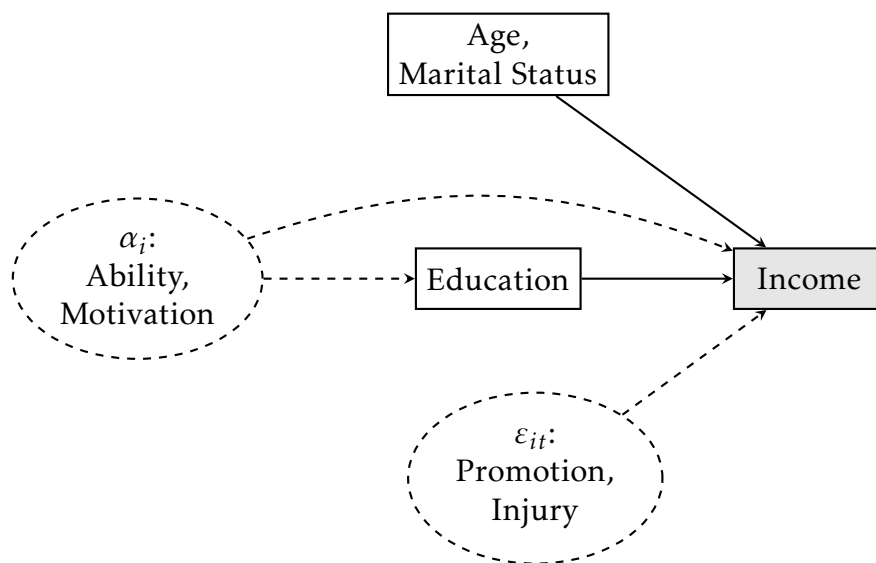 Age,
Marital Status
α_i:
Ability,
Motivation
Education
Income
ε_it:
Promotion,
Injury